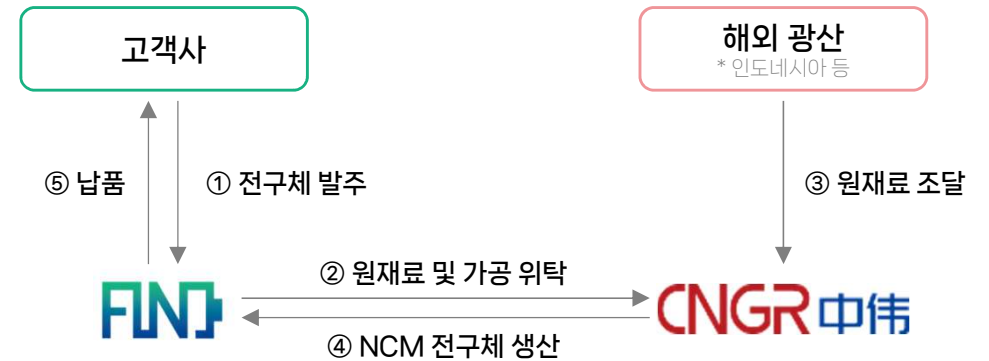 고객사
해외 광산
* 인도네시아 등
⑤ 납품
① 전구체 발주
③ 원재료 조달
② 원재료 및 가공 위탁
FINO
CNGR 中伟
④ NCM 전구체 생산